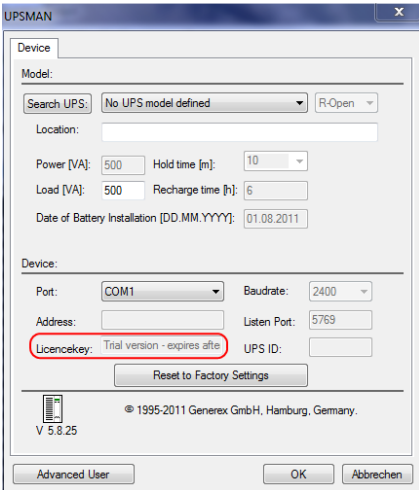 UPSMAN
x
Device
Model:
Search UPS: No UPS model defined R-Open
Location:
Power [VA]: 500 Hold time [m]: 10
Load [VA]: 500 Recharge time [h]: 6
Date of Battery Installation [DD.MM.YYYY]: 01.08.2011
Device:
Port: COM1 Baudrate: 2400
Address: Listen Port: 5769
Licencekey: Trial version - expires afte UPS ID:
Reset to Factory Settings
© 1995-2011 Generex GmbH, Hamburg, Germany.
V 5.8.25
Advanced User OK Abbrechen